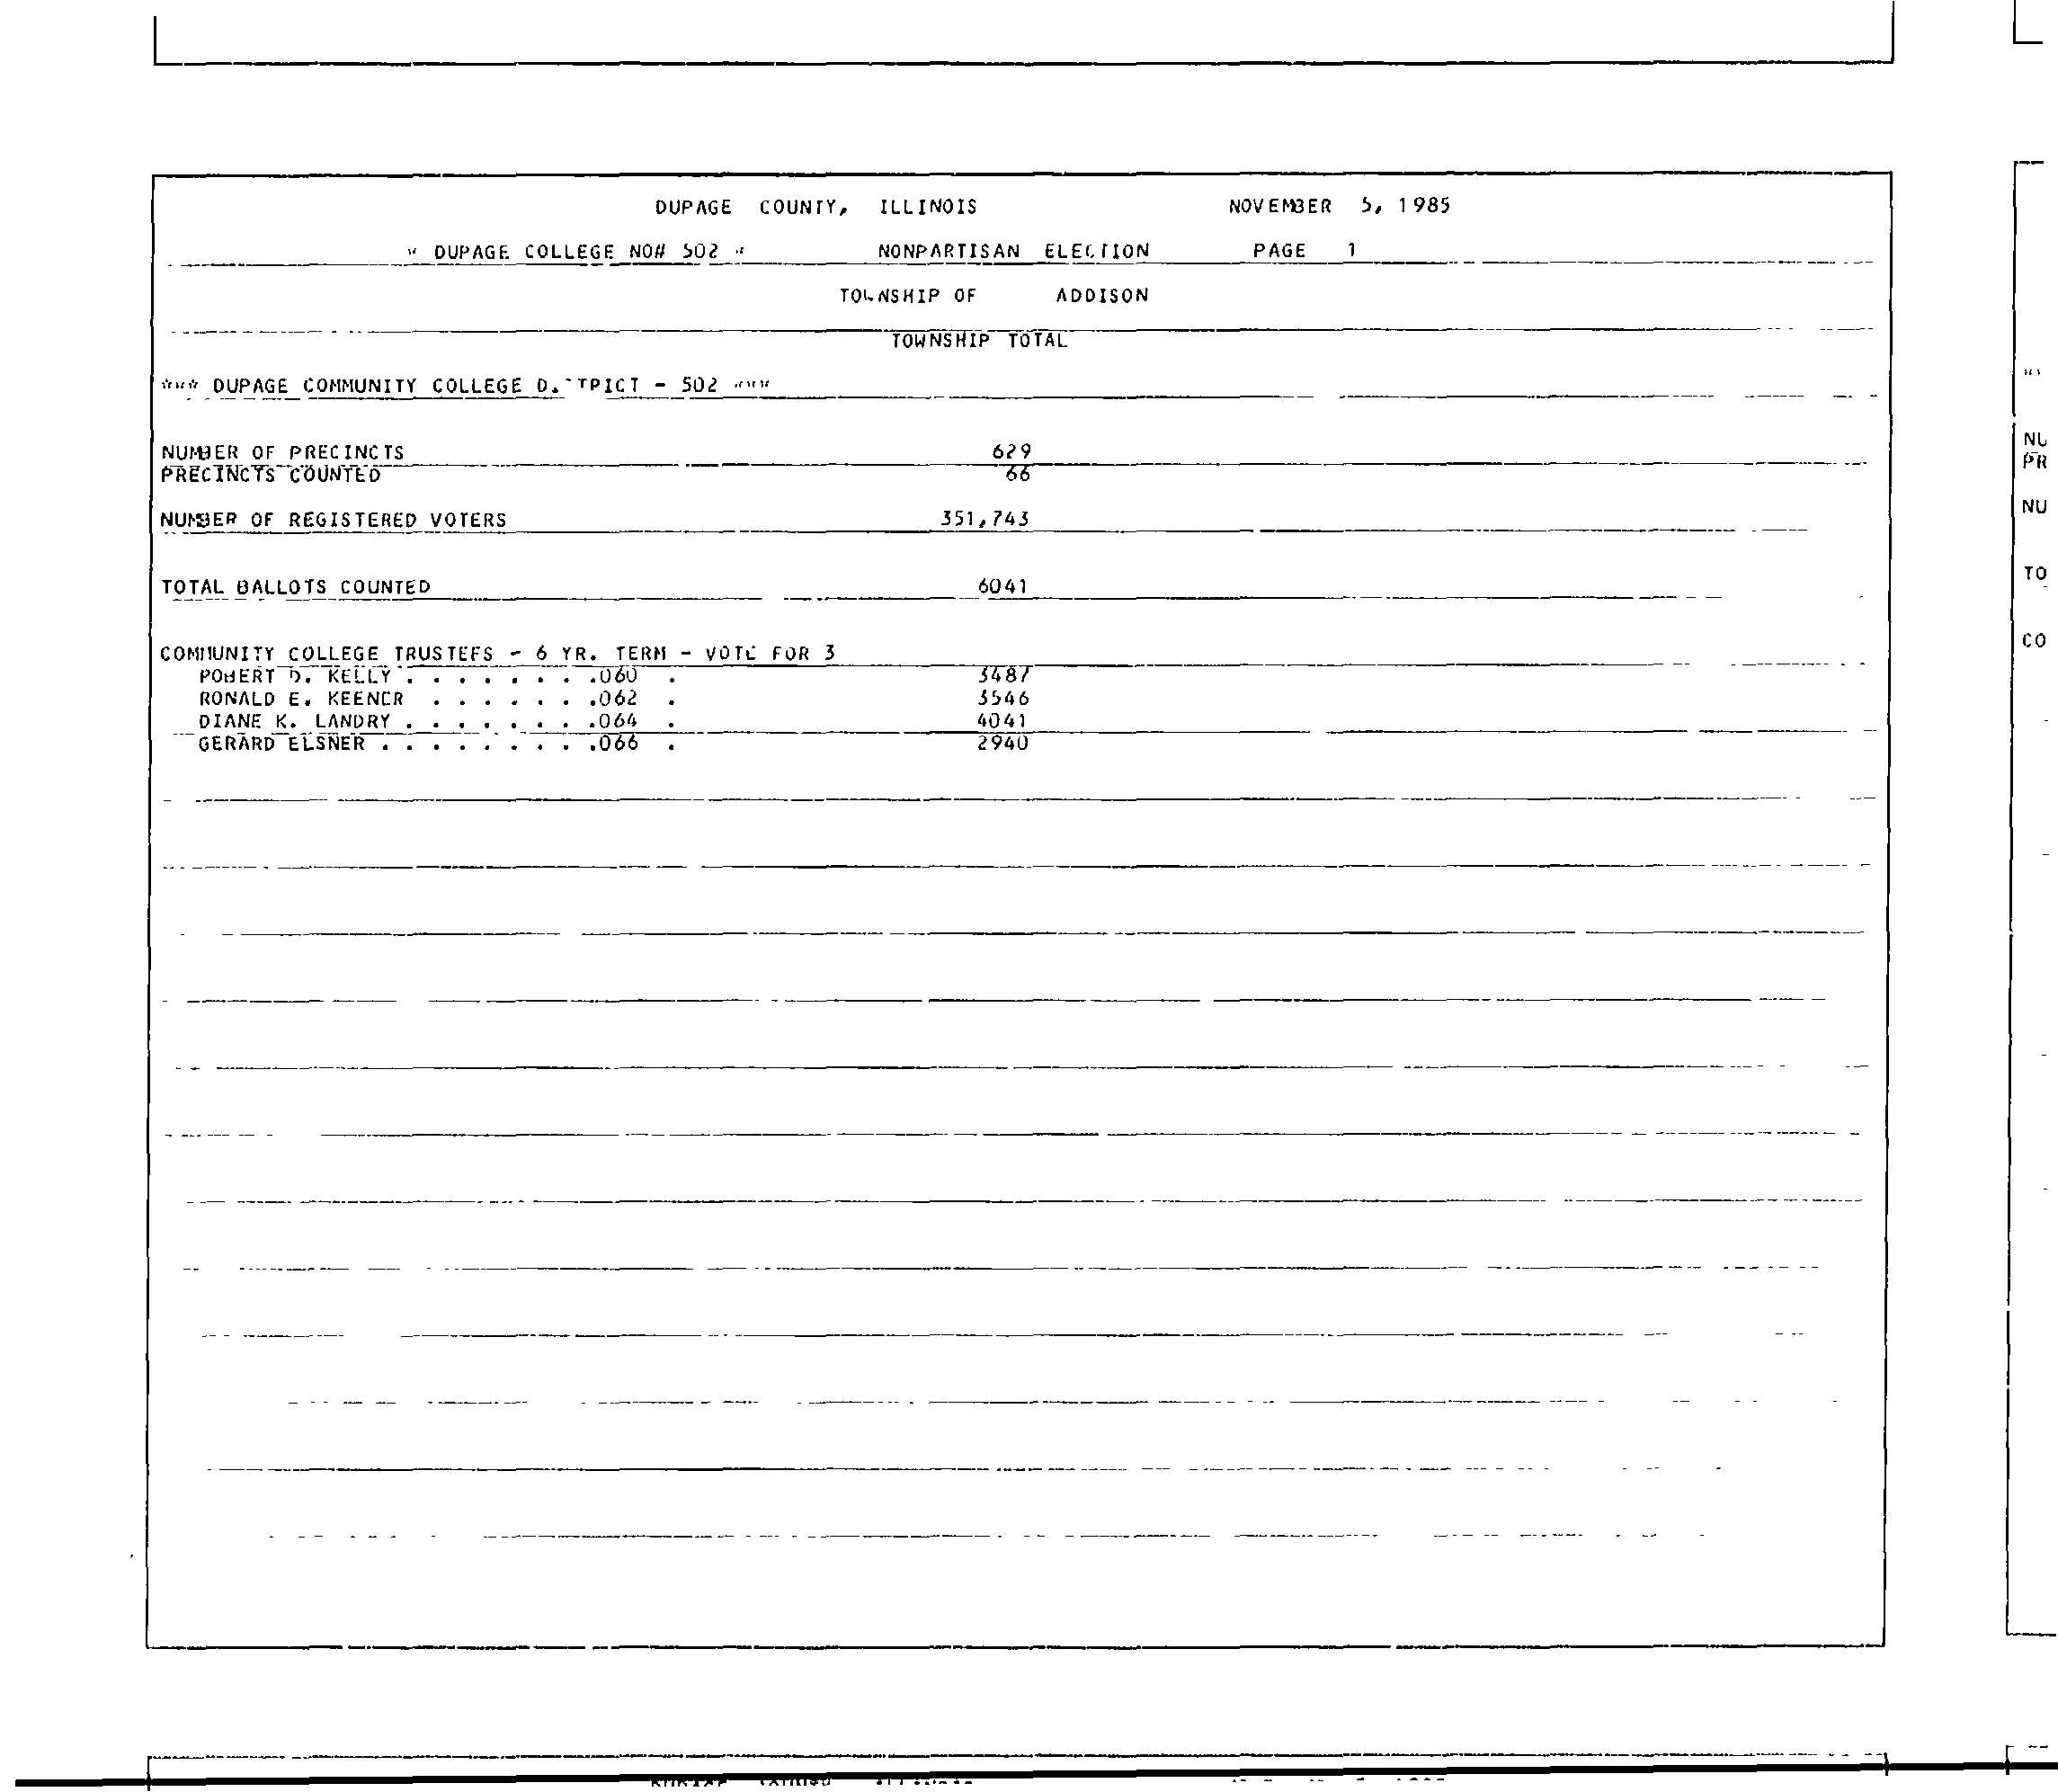 DUPAGE COUNTY, ILLINOIS NOVEMBER 5, 1985
* DUPAGE COLLEGE NO# 502 * NONPARTISAN ELECTION PAGE 1
TOWNSHIP OF ADDISON
TOWNSHIP TOTAL
*** DUPAGE COMMUNITY COLLEGE DISTRICT - 502 ***
NUMBER OF PRECINCTS 629
PRECINCTS COUNTED 66
NUMBER OF REGISTERED VOTERS 351,743
TOTAL BALLOTS COUNTED 6041
COMMUNITY COLLEGE TRUSTEES - 6 YR. TERM - VOTE FOR 3
ROBERT D. KELLY . . . . . . . .060 . 3487
RONALD E. KEENER . . . . . . .062 . 3546
DIANE K. LANDRY . . . . . . . .064 . 4041
GERARD ELSNER . . . . . . . . .066 . 2940
NU
PR
NU
TO
CO